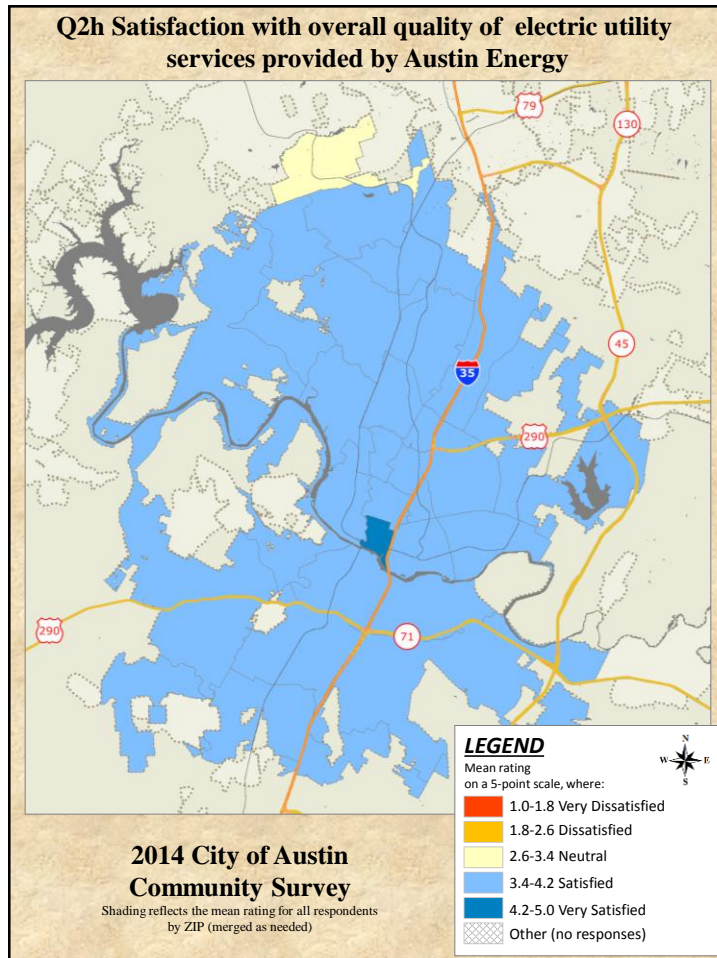 Q2h Satisfaction with overall quality of electric utility
services provided by Austin Energy
79
130
45
35
290
290
71
LEGEND
Mean rating
on a 5-point scale, where:
N
W E
S
1.0-1.8 Very Dissatisfied
1.8-2.6 Dissatisfied
2.6-3.4 Neutral
3.4-4.2 Satisfied
4.2-5.0 Very Satisfied
Other (no responses)
2014 City of Austin
Community Survey
Shading reflects the mean rating for all respondents
by ZIP (merged as needed)